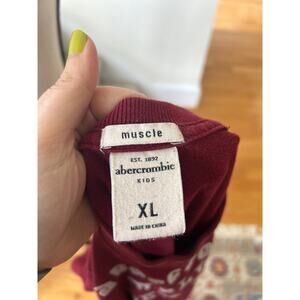 muscle
EST. 1892
abercrombie
KIDS
XL
MADE IN CHINA